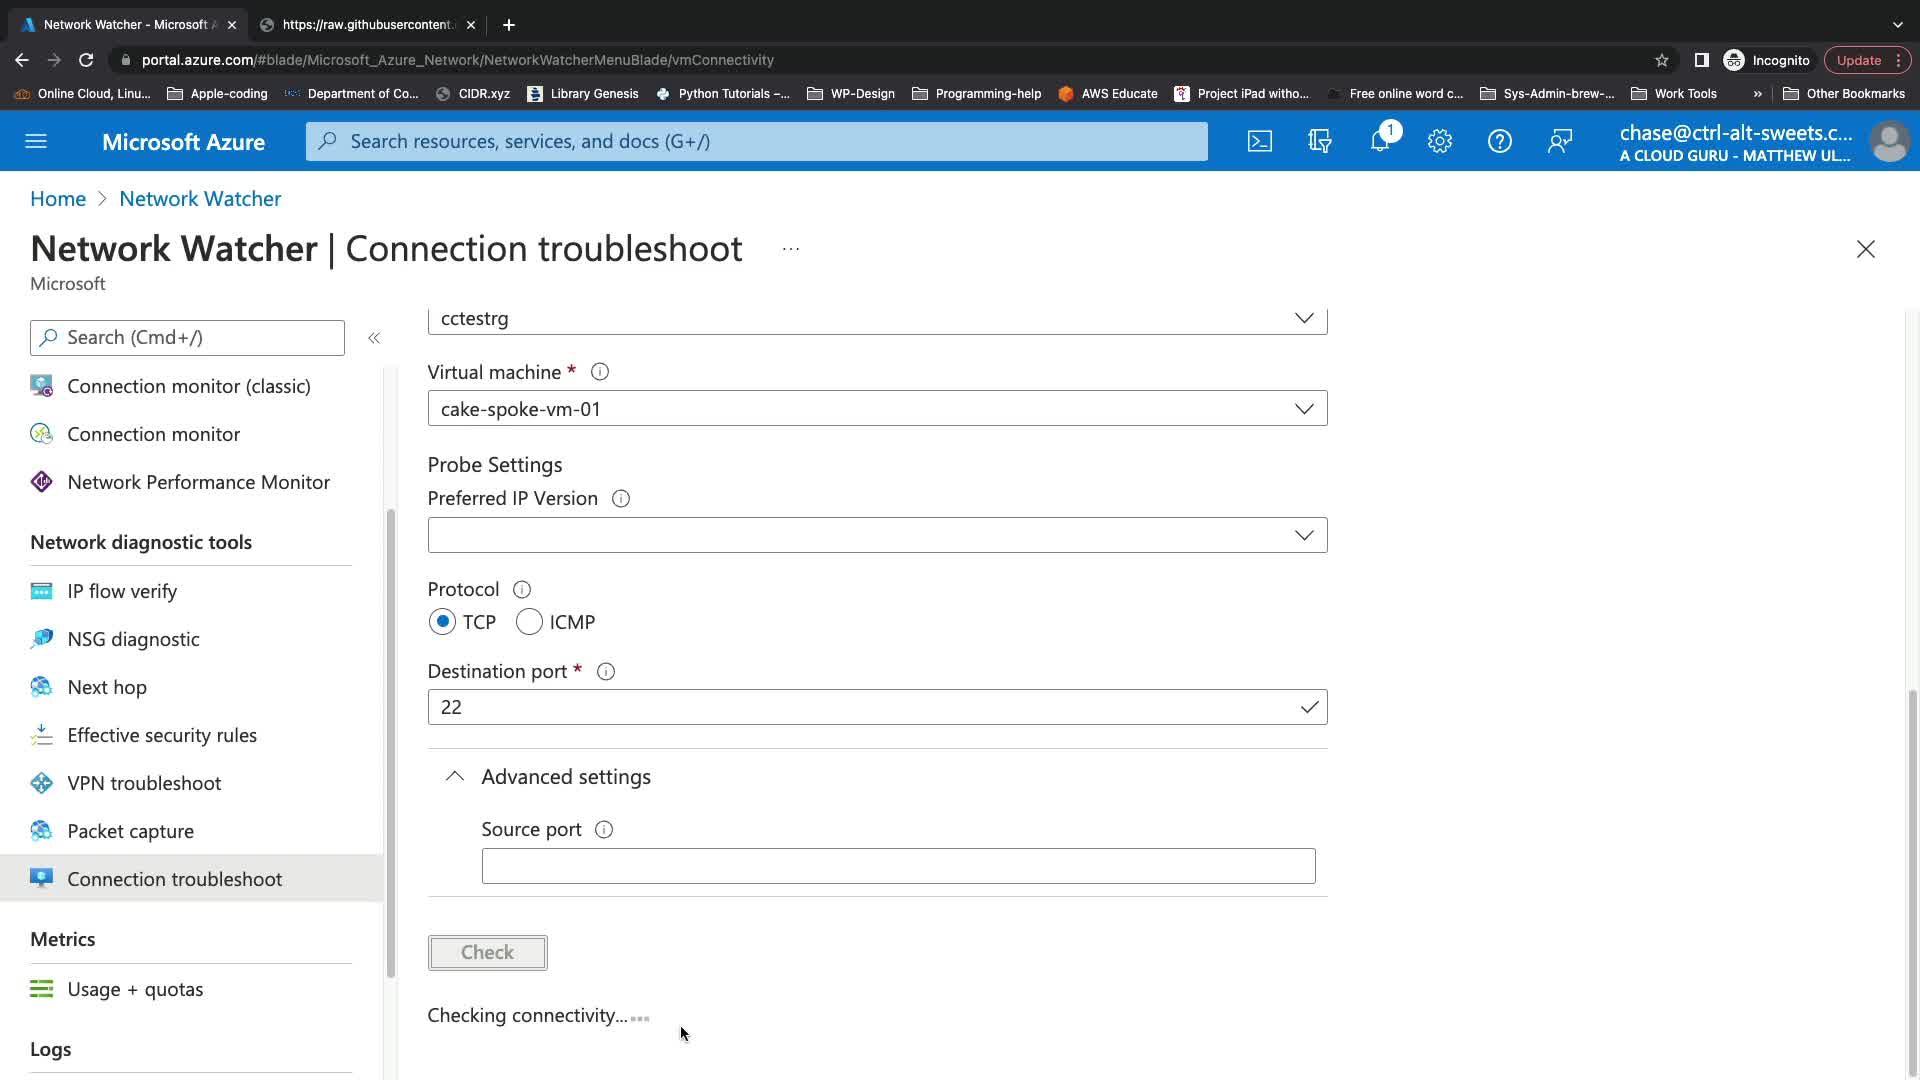 Network Watcher - Microsoft A
https://raw.githubusercontent.
portal.azure.com/#blade/Microsoft_Azure_Network/NetworkWatcherMenuBlade/vmConnectivity
Incognito
Update
Online Cloud, Linu...
Apple-coding
Department of Co...
CIDR.xyz
Library Genesis
Python Tutorials –...
WP-Design
Programming-help
AWS Educate
Project iPad witho...
Free online word c...
Sys-Admin-brew-...
Work Tools
»
Other Bookmarks
Microsoft Azure
Search resources, services, and docs (G+/)
1
chase@ctrl-alt-sweets.c...
A CLOUD GURU - MATTHEW UL...
Home > Network Watcher
Network Watcher | Connection troubleshoot ...
Microsoft
Search (Cmd+/)
«
Connection monitor (classic)
Connection monitor
Network Performance Monitor
Network diagnostic tools
IP flow verify
NSG diagnostic
Next hop
Effective security rules
VPN troubleshoot
Packet capture
Connection troubleshoot
Metrics
Usage + quotas
Logs
cctestrg
Virtual machine *
cake-spoke-vm-01
Probe Settings
Preferred IP Version
Protocol
TCP ICMP
Destination port *
22
Advanced settings
Source port
Check
Checking connectivity...